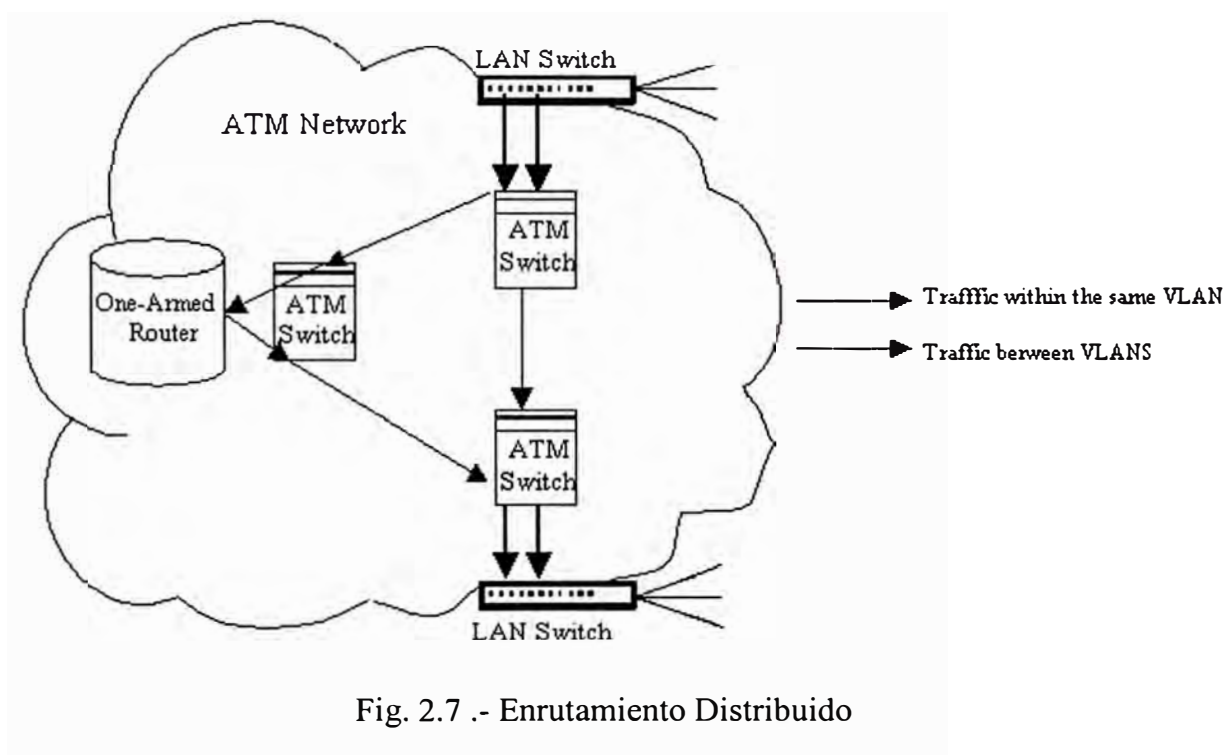 LAN Switch
ATM Network
ATM
Switch
One-Armed
Router
ATM
Switch
Trafffic within the same VLAN
Traffic berween VLANS
ATM
Switch
LAN Switch
Fig. 2.7 .- Enrutamiento Distribuido